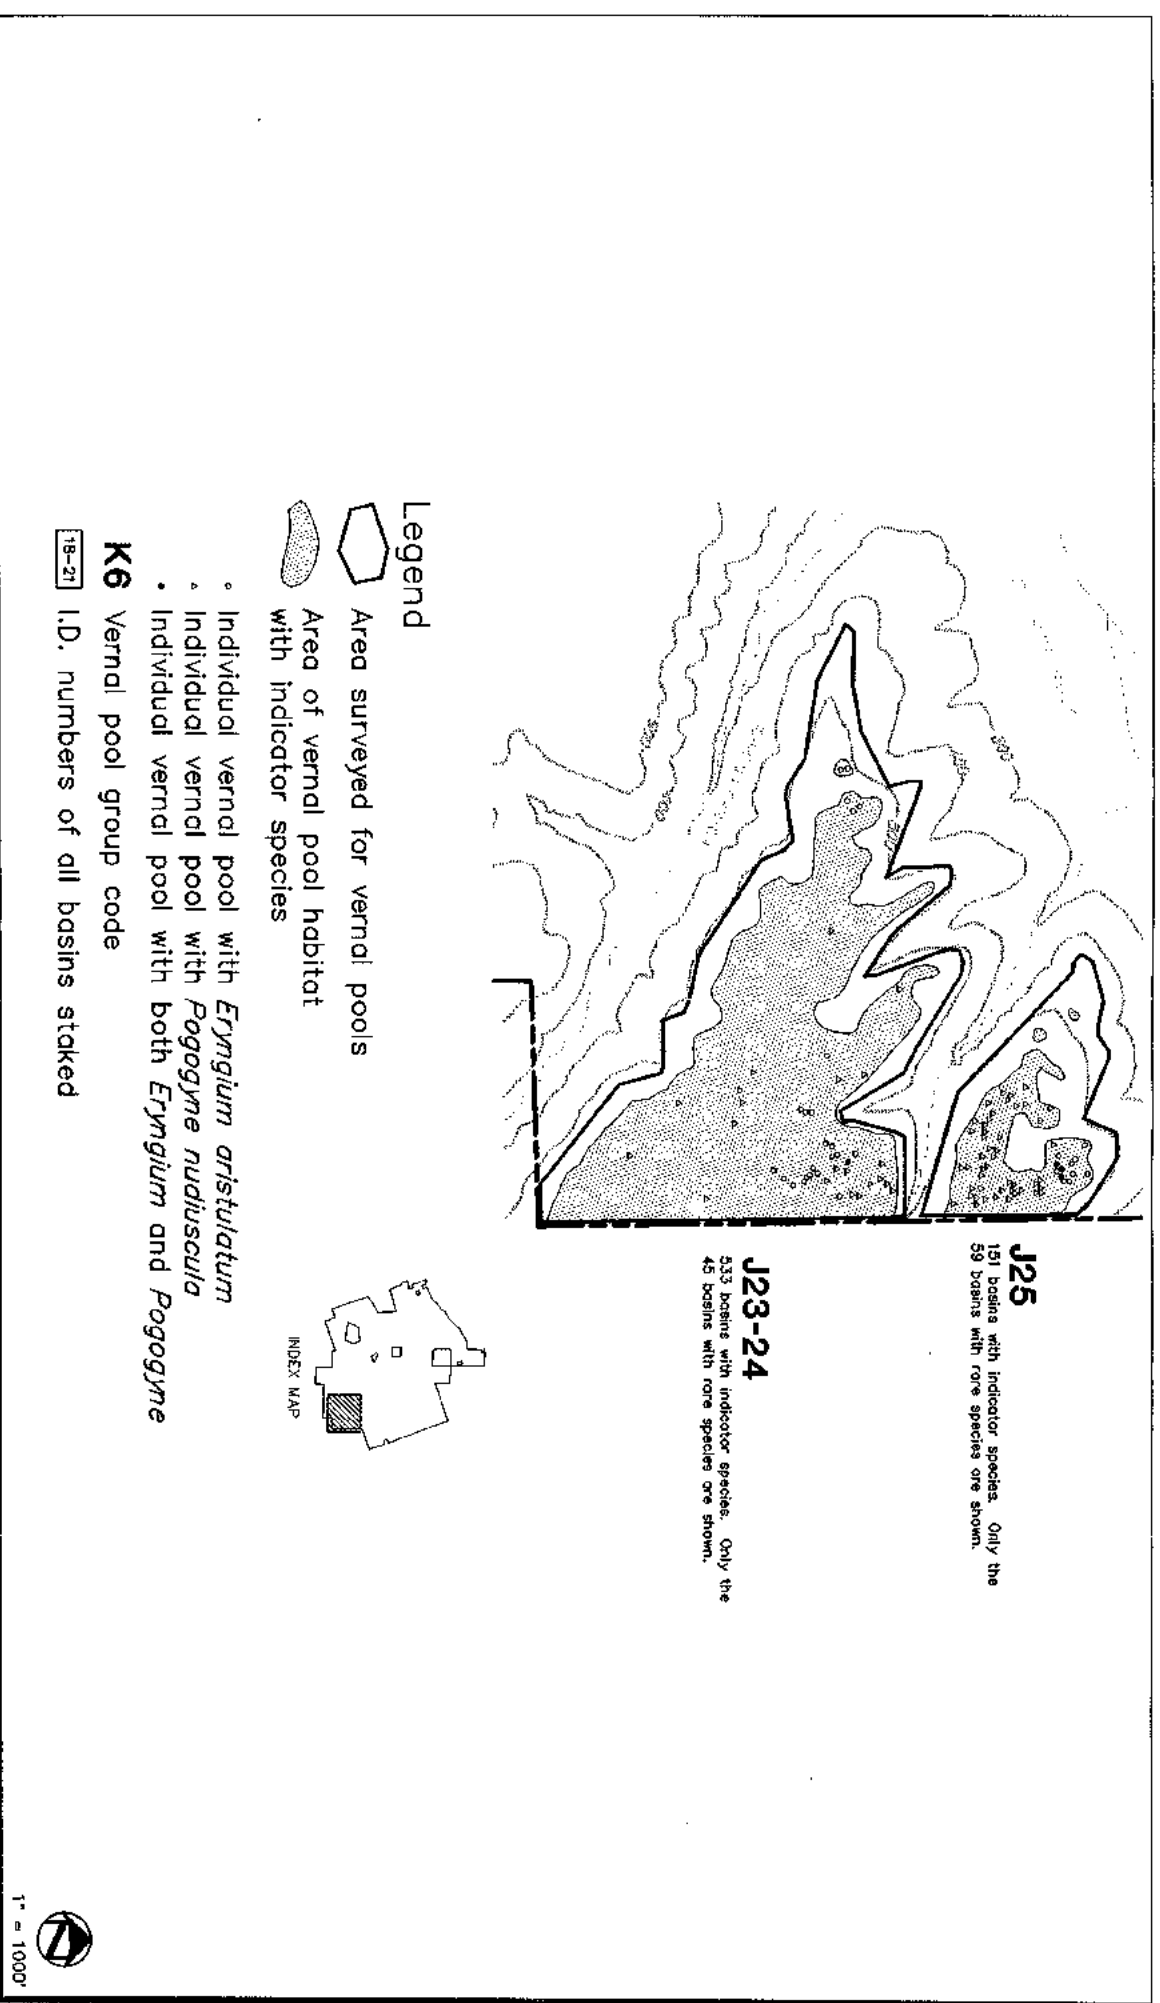 J25
151 basins with indicator species. Only the
59 basins with rare species are shown.
J23-24
533 basins with indicator species. Only the
45 basins with rare species are shown.
Legend
Area surveyed for vernal pools
Area of vernal pool habitat
with indicator species
Individual vernal pool with Eryngium aristulatum
Individual vernal pool with Pogogyne nudiuscula
Individual vernal pool with both Eryngium and Pogogyne
K6 Vernal pool group code
18-21 I.D. numbers of all basins staked
INDEX MAP
1" = 1000'